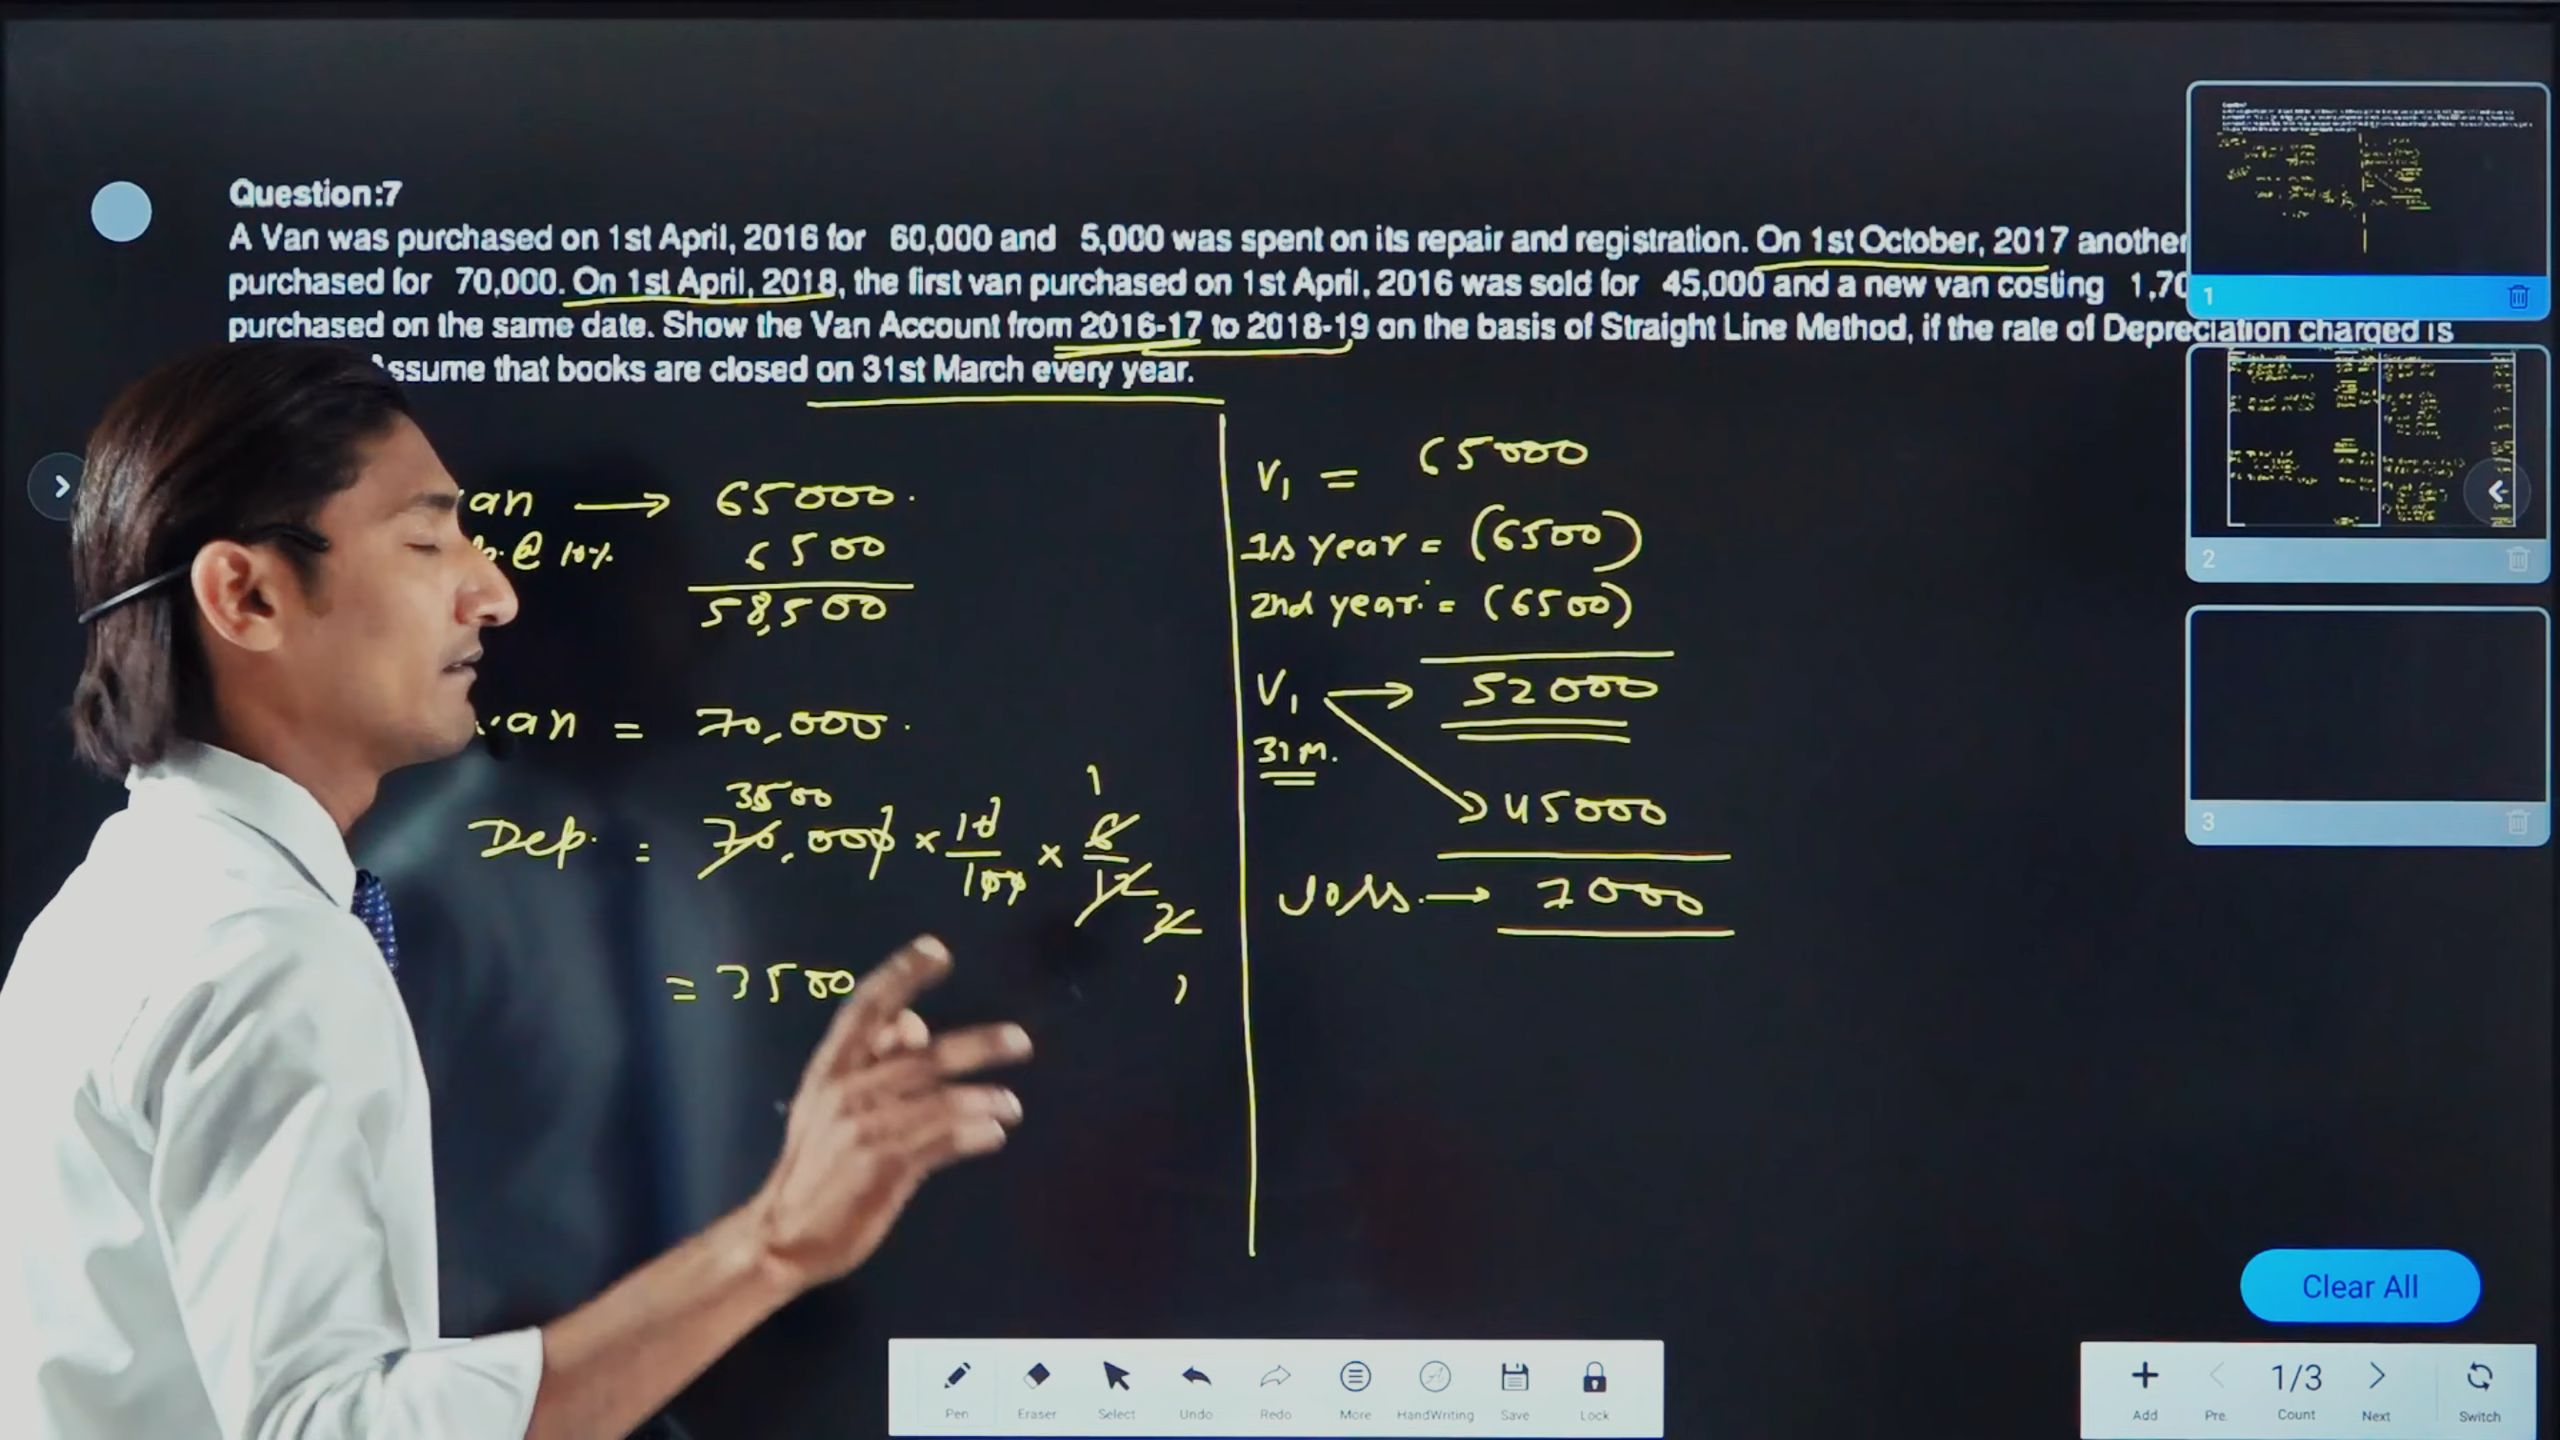 Question:7
A Van was purchased on 1st April, 2016 for 60,000 and 5,000 was spent on its repair and registration. On 1st October, 2017 another
purchased for 70,000. On 1st April, 2018, the first van purchased on 1st April, 2016 was sold for 45,000 and a new van costing 1,70
purchased on the same date. Show the Van Account from 2016-17 to 2018-19 on the basis of Straight Line Method, if the rate of Depreciation charged is
ssume that books are closed on 31st March every year.
an → 65000.
@ 10%
6500
58,500
van = 70,000.
3500
Dep. = 70,000 × 10/100 × 6/12
1
2
= 3500
V1 = 65000
1s year = (6500)
2nd year. = (6500)
V1 → 52000
31 M.
45000
Loss. → 7000
1
2
3
Clear All
Pen
Eraser
Select
Undo
Redo
More
HandWriting
Save
Lock
Add
Pre.
1/3
Count
Next
Switch